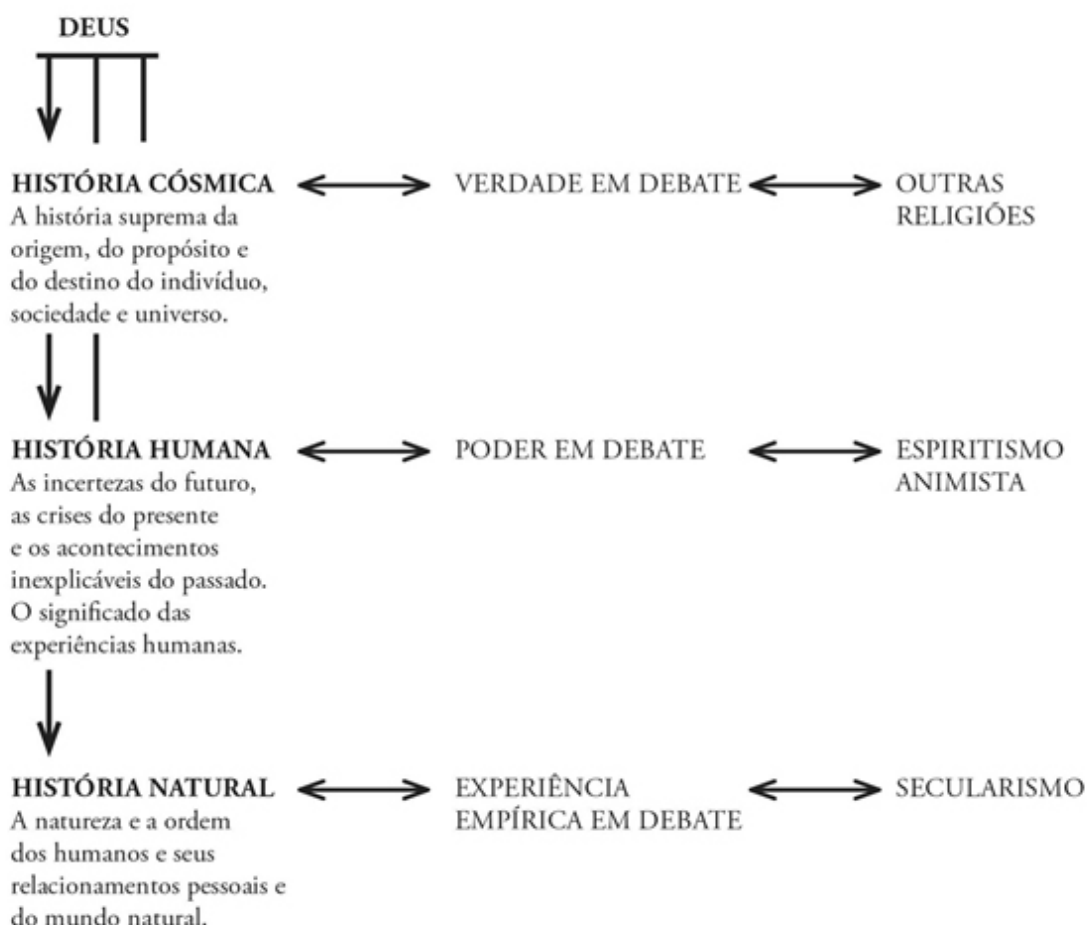 DEUS
HISTÓRIA CÓSMICA
A história suprema da
origem, do propósito e
do destino do indivíduo,
sociedade e universo.
VERDADE EM DEBATE
OUTRAS
RELIGIÕES
HISTÓRIA HUMANA
As incertezas do futuro,
as crises do presente
e os acontecimentos
inexplicáveis do passado.
O significado das
experiências humanas.
PODER EM DEBATE
ESPIRITISMO
ANIMISTA
HISTÓRIA NATURAL
A natureza e a ordem
dos humanos e seus
relacionamentos pessoais e
do mundo natural.
EXPERIÊNCIA
EMPÍRICA EM DEBATE
SECULARISMO